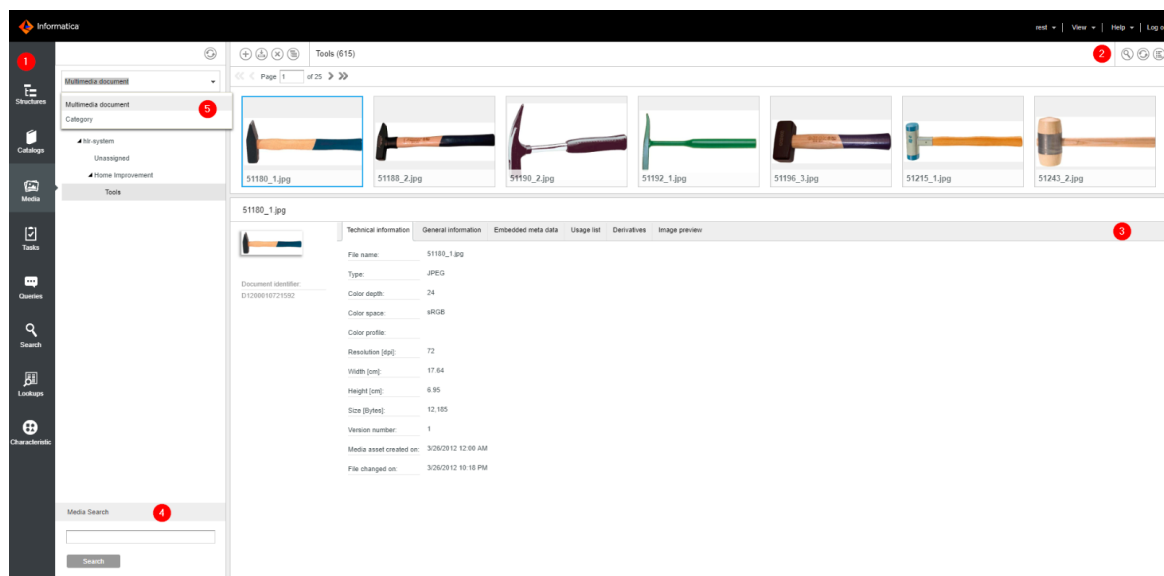 Informatica
rest
View
Help
Log o
1
Tools (615)
2
Page 1 of 25
Multimedia document
Structures
Multimedia document
5
Category
hlr-system
Unassigned
Home Improvement
Tools
Catalogs
Media
Tasks
Queries
Search
Lookups
Characteristic
51180_1.jpg
51188_2.jpg
51190_2.jpg
51192_1.jpg
51196_3.jpg
51215_1.jpg
51243_2.jpg
51180_1.jpg
Technical information
General information
Embedded meta data
Usage list
Derivatives
Image preview
3
Document identifier:
D1200010721592
File name: 51180_1.jpg
Type: JPEG
Color depth: 24
Color space: sRGB
Color profile:
Resolution [dpi]: 72
Width [cm]: 17.64
Height [cm]: 6.95
Size [Bytes]: 12,185
Version number: 1
Media asset created on: 3/26/2012 12:00 AM
File changed on: 3/26/2012 10:18 PM
Media Search
4
Search